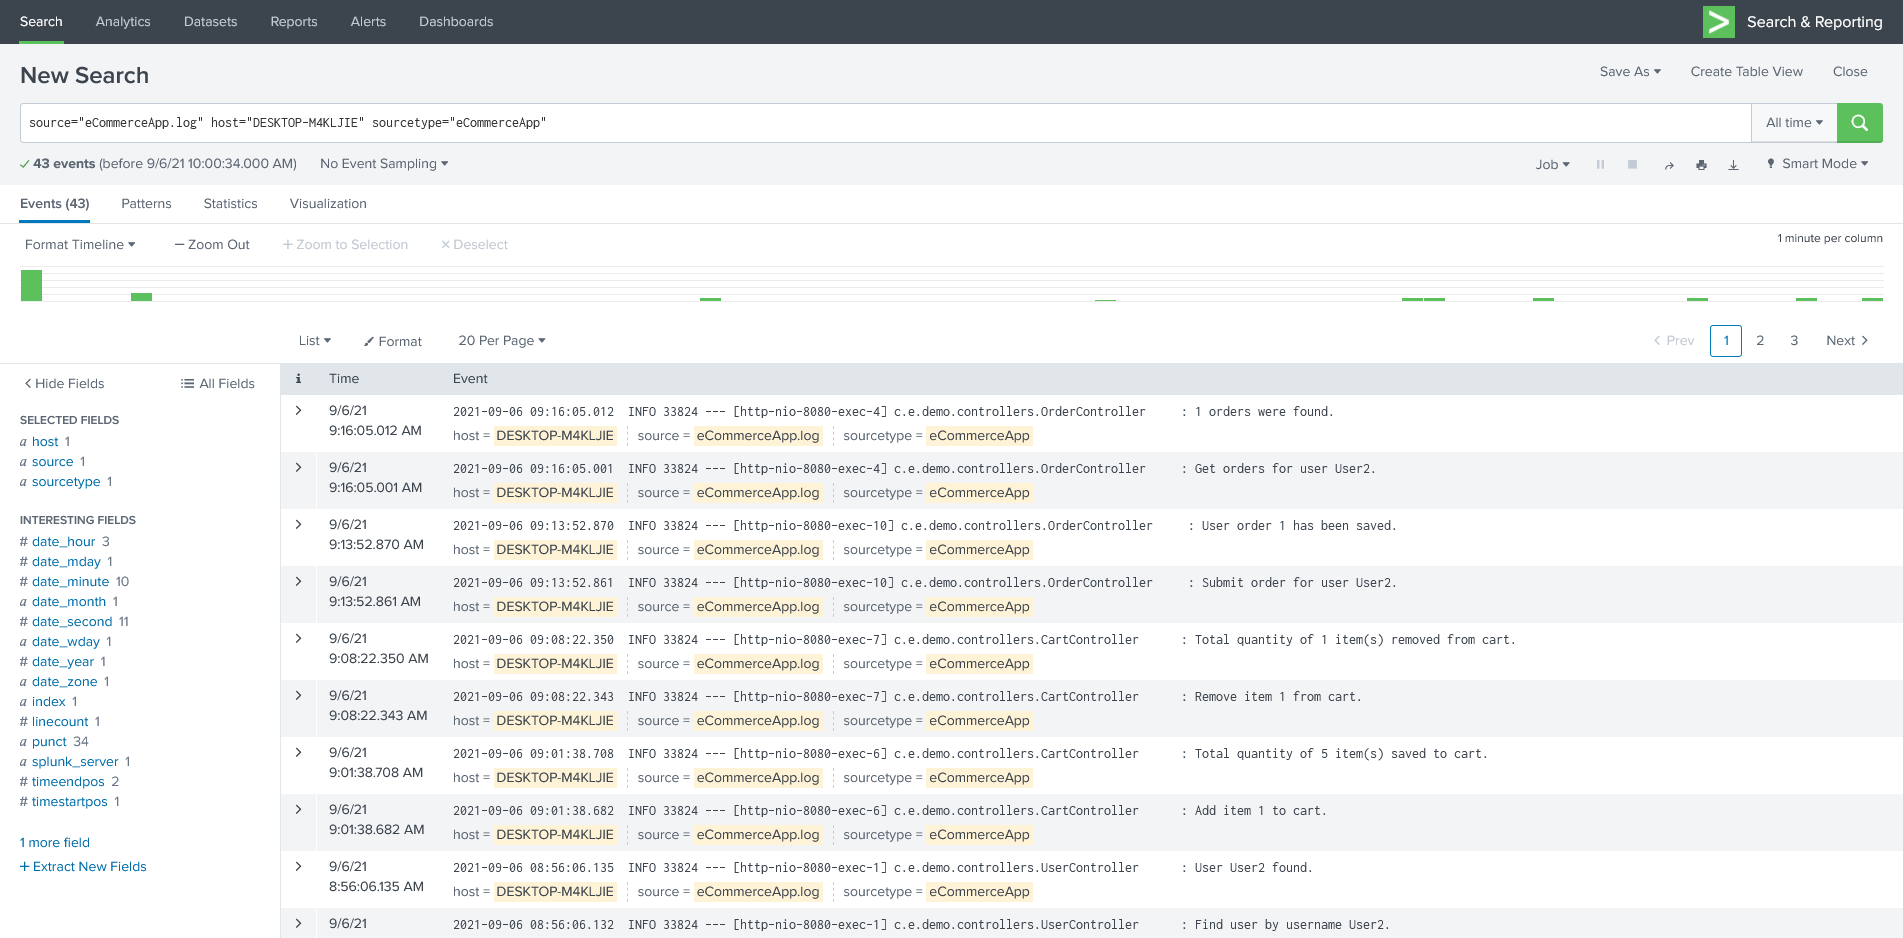 Search Analytics Datasets Reports Alerts Dashboards Search & Reporting
New Search Save As Create Table View Close
source="eCommerceApp.log" host="DESKTOP-M4KLJIE" sourcetype="eCommerceApp" All time
43 events (before 9/6/21 10:00:34.000 AM) No Event Sampling Job Smart Mode
Events (43) Patterns Statistics Visualization
Format Timeline — Zoom Out + Zoom to Selection × Deselect 1 minute per column
List Format 20 Per Page < Prev 1 2 3 Next >
< Hide Fields All Fields
SELECTED FIELDS
a host 1
a source 1
a sourcetype 1
INTERESTING FIELDS
# date_hour 3
# date_mday 1
# date_minute 10
a date_month 1
# date_second 11
a date_wday 1
# date_year 1
a date_zone 1
a index 1
# linecount 1
a punct 34
a splunk_server 1
# timeendpos 2
# timestartpos 1
1 more field
+ Extract New Fields
i Time Event
> 9/6/21 2021-09-06 09:16:05.012 INFO 33824 --- [http-nio-8080-exec-4] c.e.demo.controllers.OrderController : 1 orders were found.
9:16:05.012 AM host = DESKTOP-M4KLJIE source = eCommerceApp.log sourcetype = eCommerceApp
> 9/6/21 2021-09-06 09:16:05.001 INFO 33824 --- [http-nio-8080-exec-4] c.e.demo.controllers.OrderController : Get orders for user User2.
9:16:05.001 AM host = DESKTOP-M4KLJIE source = eCommerceApp.log sourcetype = eCommerceApp
> 9/6/21 2021-09-06 09:13:52.870 INFO 33824 --- [http-nio-8080-exec-10] c.e.demo.controllers.OrderController : User order 1 has been saved.
9:13:52.870 AM host = DESKTOP-M4KLJIE source = eCommerceApp.log sourcetype = eCommerceApp
> 9/6/21 2021-09-06 09:13:52.861 INFO 33824 --- [http-nio-8080-exec-10] c.e.demo.controllers.OrderController : Submit order for user User2.
9:13:52.861 AM host = DESKTOP-M4KLJIE source = eCommerceApp.log sourcetype = eCommerceApp
> 9/6/21 2021-09-06 09:08:22.350 INFO 33824 --- [http-nio-8080-exec-7] c.e.demo.controllers.CartController : Total quantity of 1 item(s) removed from cart.
9:08:22.350 AM host = DESKTOP-M4KLJIE source = eCommerceApp.log sourcetype = eCommerceApp
> 9/6/21 2021-09-06 09:08:22.343 INFO 33824 --- [http-nio-8080-exec-7] c.e.demo.controllers.CartController : Remove item 1 from cart.
9:08:22.343 AM host = DESKTOP-M4KLJIE source = eCommerceApp.log sourcetype = eCommerceApp
> 9/6/21 2021-09-06 09:01:38.708 INFO 33824 --- [http-nio-8080-exec-6] c.e.demo.controllers.CartController : Total quantity of 5 item(s) saved to cart.
9:01:38.708 AM host = DESKTOP-M4KLJIE source = eCommerceApp.log sourcetype = eCommerceApp
> 9/6/21 2021-09-06 09:01:38.682 INFO 33824 --- [http-nio-8080-exec-6] c.e.demo.controllers.CartController : Add item 1 to cart.
9:01:38.682 AM host = DESKTOP-M4KLJIE source = eCommerceApp.log sourcetype = eCommerceApp
> 9/6/21 2021-09-06 08:56:06.135 INFO 33824 --- [http-nio-8080-exec-1] c.e.demo.controllers.UserController : User User2 found.
8:56:06.135 AM host = DESKTOP-M4KLJIE source = eCommerceApp.log sourcetype = eCommerceApp
> 9/6/21 2021-09-06 08:56:06.132 INFO 33824 --- [http-nio-8080-exec-1] c.e.demo.controllers.UserController : Find user by username User2.